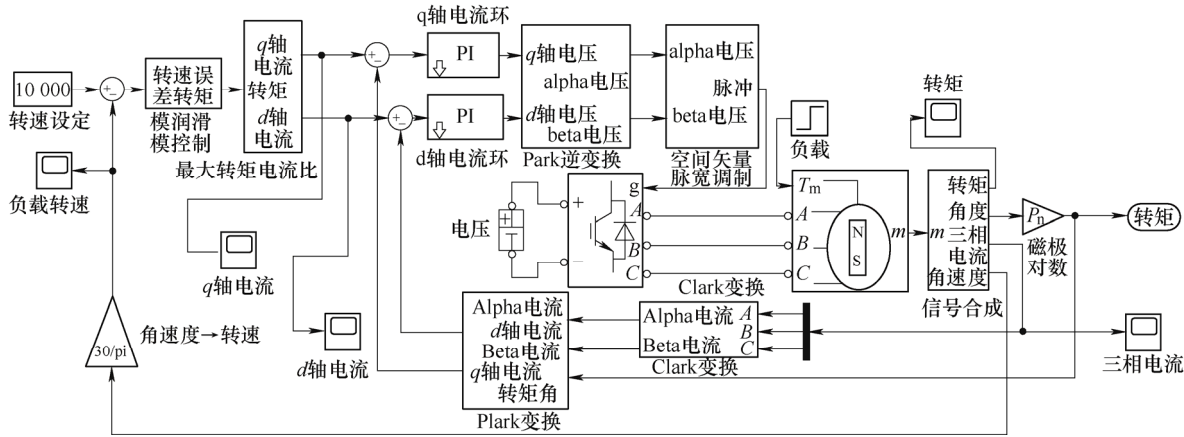 q轴电流环
PI
10 000
转速设定
+
−
转速误
差转矩
模润滑
模控制
q轴
电流
转矩
d轴
电流
最大转矩电流比
+
−
+
−
PI
d轴电流环
q轴电压
alpha电压
d轴电压
beta电压
Park逆变换
alpha电压
脉冲
beta电压
空间矢量
脉宽调制
负载
转矩
负载转速
q轴电流
d轴电流
电压
+
−
+
−
g
A
B
C
Tm
A
B
C
N
S
m
m
转矩
角度
三相
电流
角速度
信号合成
Pn
磁极
对数
转矩
Clark变换
Alpha电流
d轴电流
Beta电流
q轴电流
转矩角
Plark变换
Alpha电流
Beta电流
A
B
C
Clark变换
30/pi
角速度→转速
三相电流